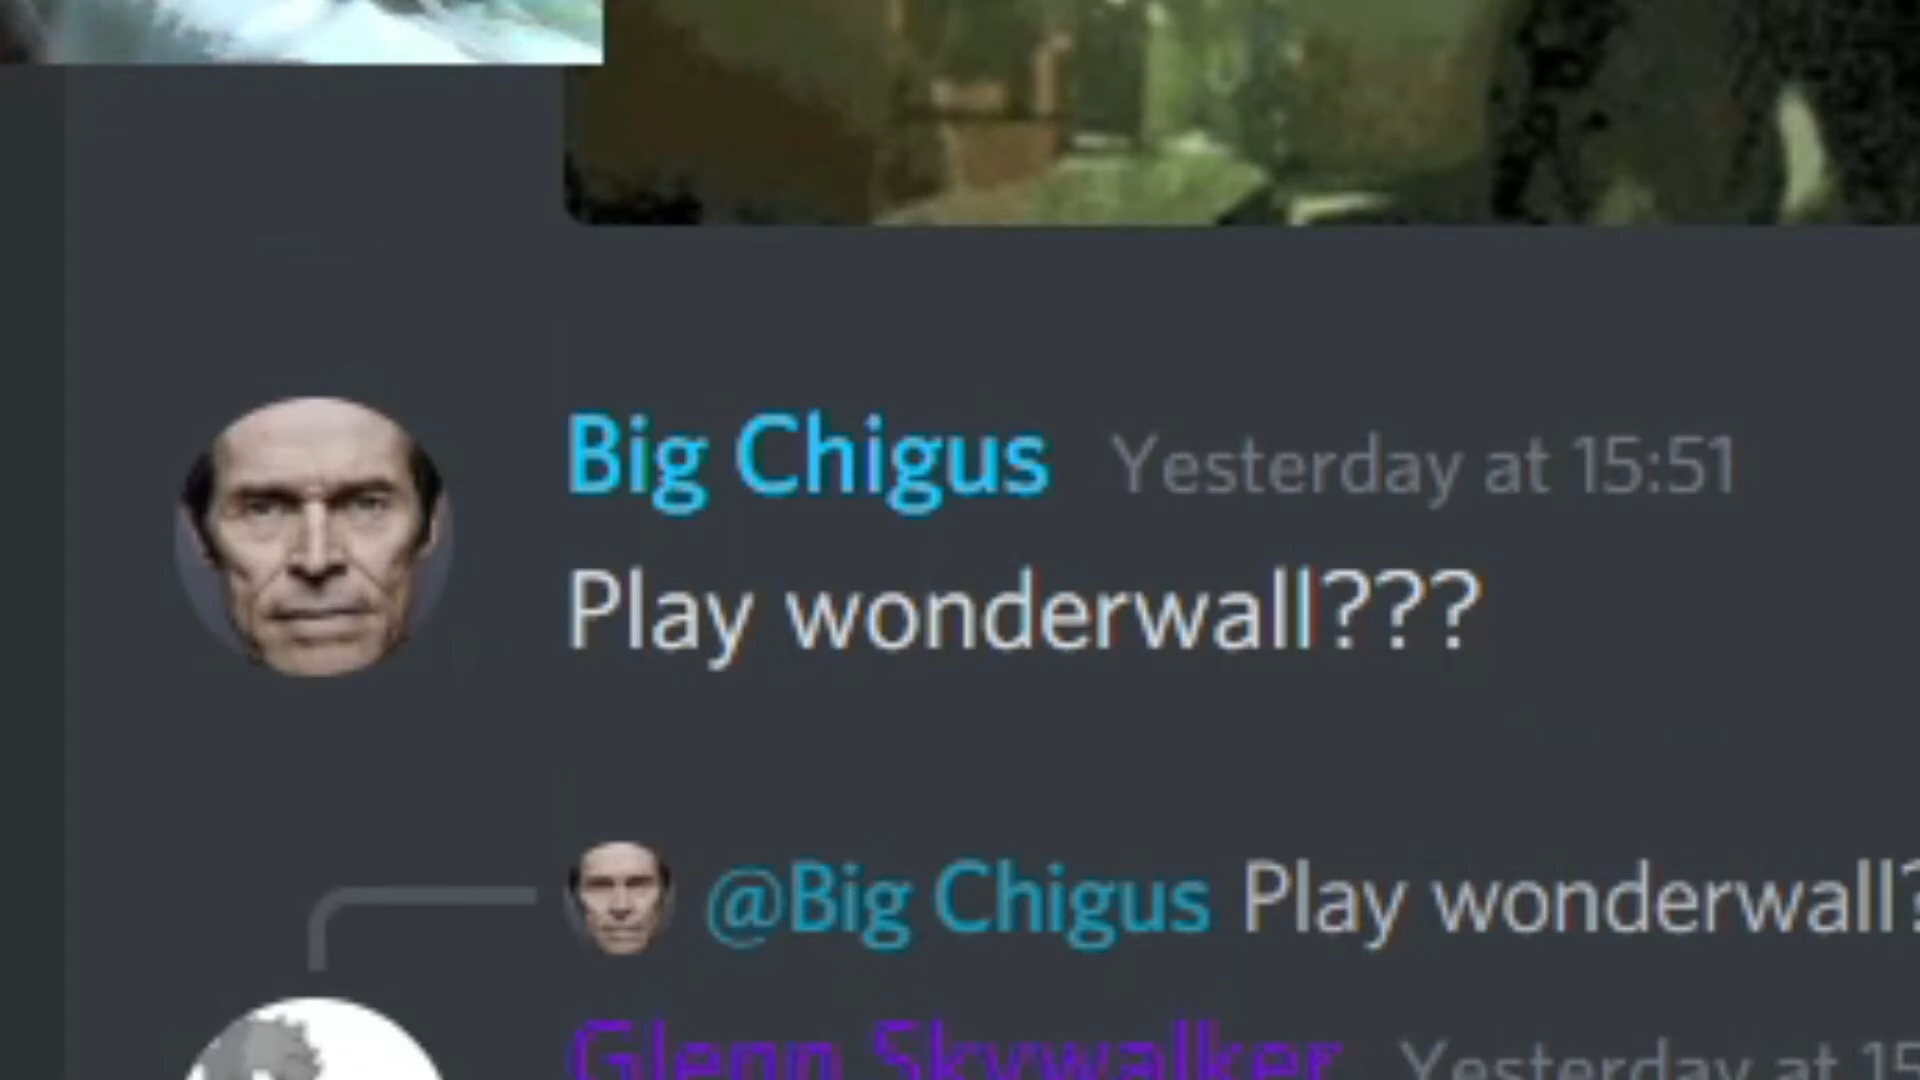 Big Chigus Yesterday at 15:51
Play wonderwall???
@Big Chigus Play wonderwall?
Glenn Skywalker Yesterday at 15